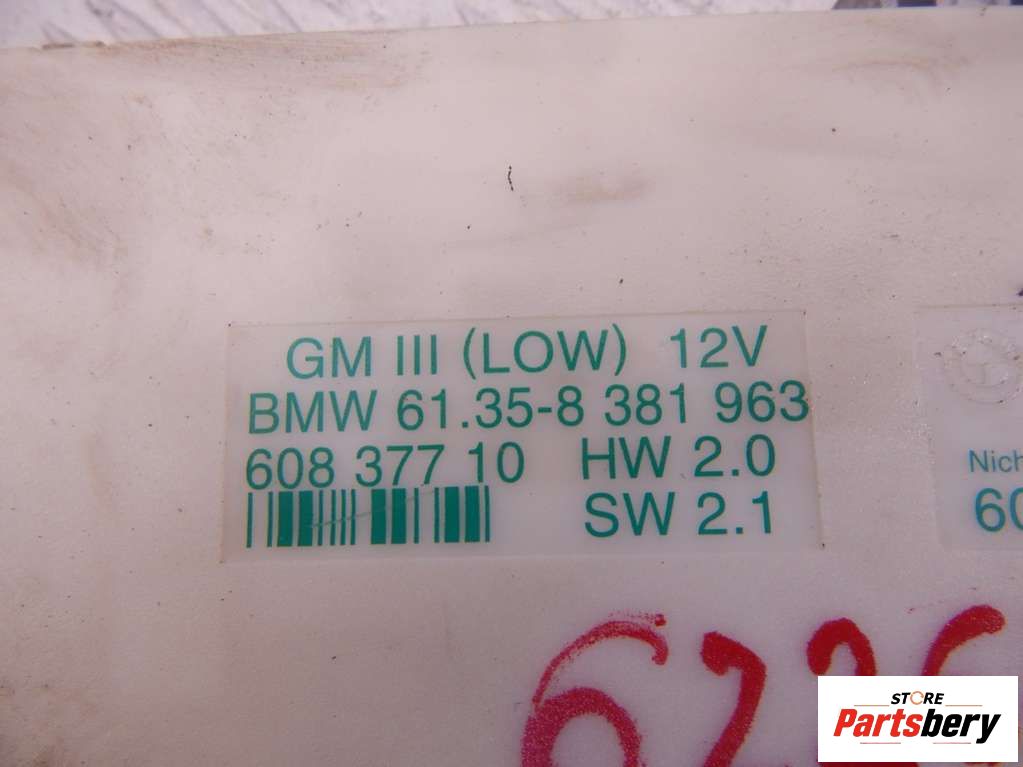 GM III (LOW) 12V
BMW 61.35-8 381 963
608 377 10 HW 2.0
SW 2.1
Nich
60
STORE
Partsbery